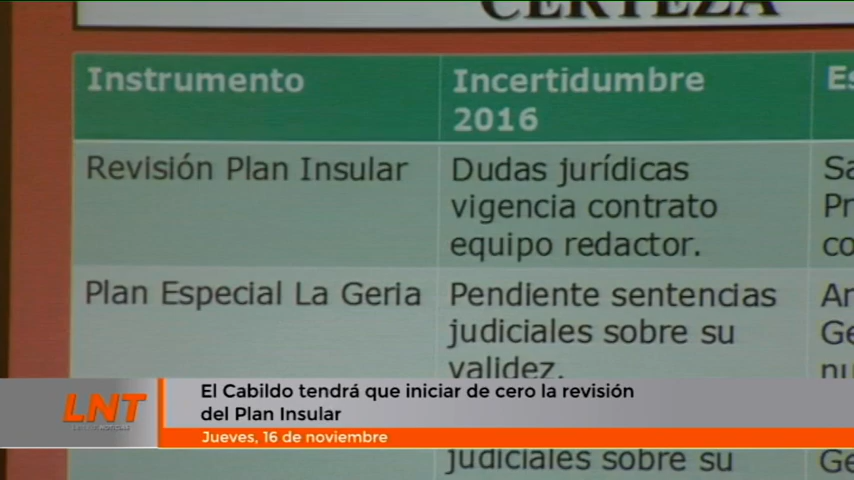 CERTEZA
Instrumento
Incertidumbre
2016
Revisión Plan Insular
Dudas jurídicas
vigencia contrato
equipo redactor.
Plan Especial La Geria
Pendiente sentencias
judiciales sobre su
validez.
LNT
El Cabildo tendrá que iniciar de cero la revisión
del Plan Insular
Jueves, 16 de noviembre
judiciales sobre su